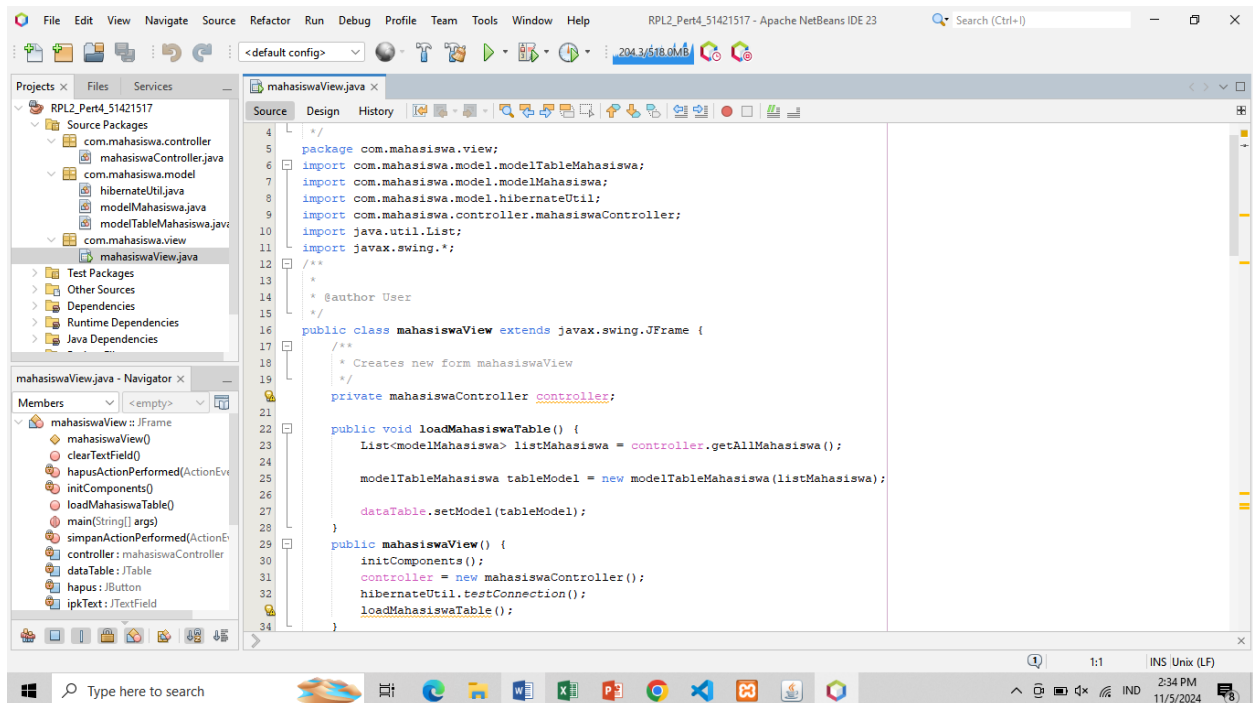 File Edit View Navigate Source Refactor Run Debug Profile Team Tools Window Help RPL2_Pert4_51421517 - Apache NetBeans IDE 23 Search (Ctrl+I)
<default config> 204.3/518.0MB
Projects Files Services
RPL2_Pert4_51421517
Source Packages
com.mahasiswa.controller
mahasiswaController.java
com.mahasiswa.model
hibernateUtil.java
modelMahasiswa.java
modelTableMahasiswa.java
com.mahasiswa.view
mahasiswaView.java
Test Packages
Other Sources
Dependencies
Runtime Dependencies
Java Dependencies
mahasiswaView.java - Navigator
Members <empty>
mahasiswaView :: JFrame
mahasiswaView()
clearTextField()
hapusActionPerformed(ActionEve
initComponents()
loadMahasiswaTable()
main(String[] args)
simpanActionPerformed(ActionE
controller : mahasiswaController
dataTable : JTable
hapus : JButton
ipkText : JTextField
mahasiswaView.java
Source Design History
4 */
5 package com.mahasiswa.view;
6 import com.mahasiswa.model.modelTableMahasiswa;
7 import com.mahasiswa.model.modelMahasiswa;
8 import com.mahasiswa.model.hibernateUtil;
9 import com.mahasiswa.controller.mahasiswaController;
10 import java.util.List;
11 import javax.swing.*;
12 /**
13 *
14 * @author User
15 */
16 public class mahasiswaView extends javax.swing.JFrame {
17 /**
18 * Creates new form mahasiswaView
19 */
private mahasiswaController controller;
21
22 public void loadMahasiswaTable() {
23 List<modelMahasiswa> listMahasiswa = controller.getAllMahasiswa();
24
25 modelTableMahasiswa tableModel = new modelTableMahasiswa(listMahasiswa);
26
27 dataTable.setModel(tableModel);
28 }
29 public mahasiswaView() {
30 initComponents();
31 controller = new mahasiswaController();
32 hibernateUtil.testConnection();
loadMahasiswaTable();
34 }
1 1:1 INS Unix (LF)
Type here to search IND 2:34 PM
11/5/2024 8